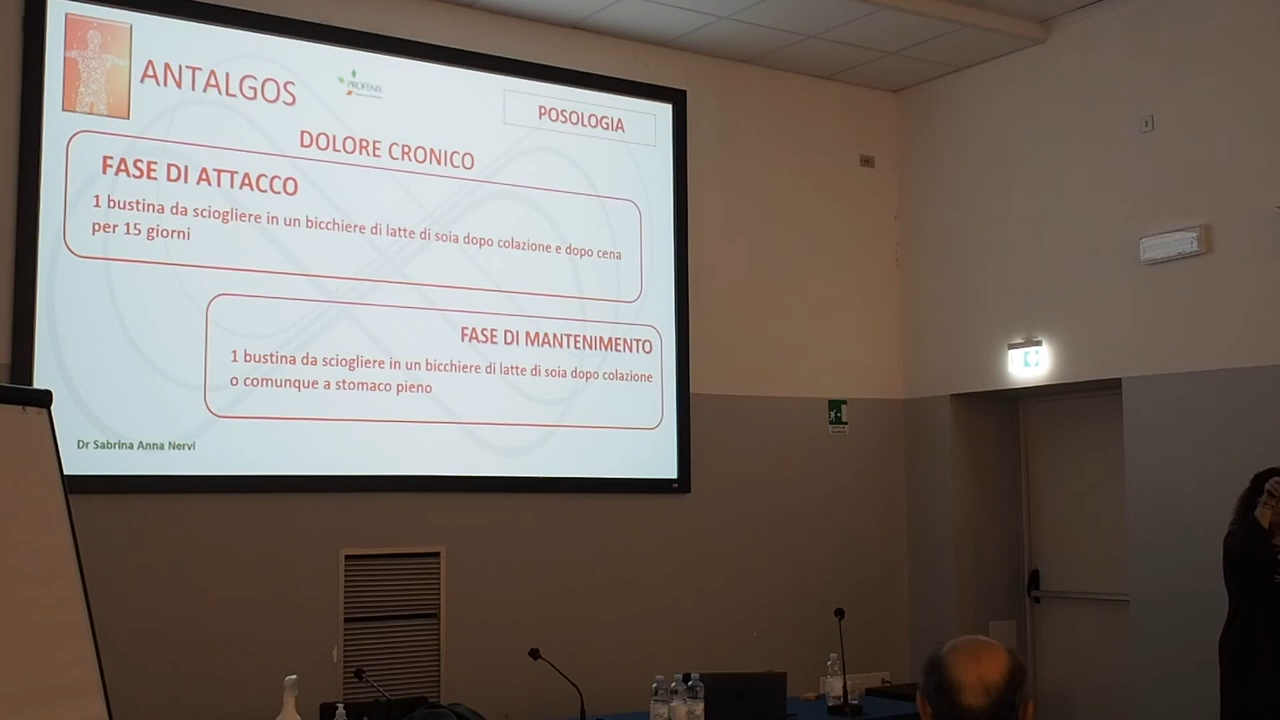 ANTALGOS
PROFENIX
POSOLOGIA
DOLORE CRONICO
FASE DI ATTACCO
1 bustina da sciogliere in un bicchiere di latte di soia dopo colazione e dopo cena
per 15 giorni
FASE DI MANTENIMENTO
1 bustina da sciogliere in un bicchiere di latte di soia dopo colazione
o comunque a stomaco pieno
Dr Sabrina Anna Nervi